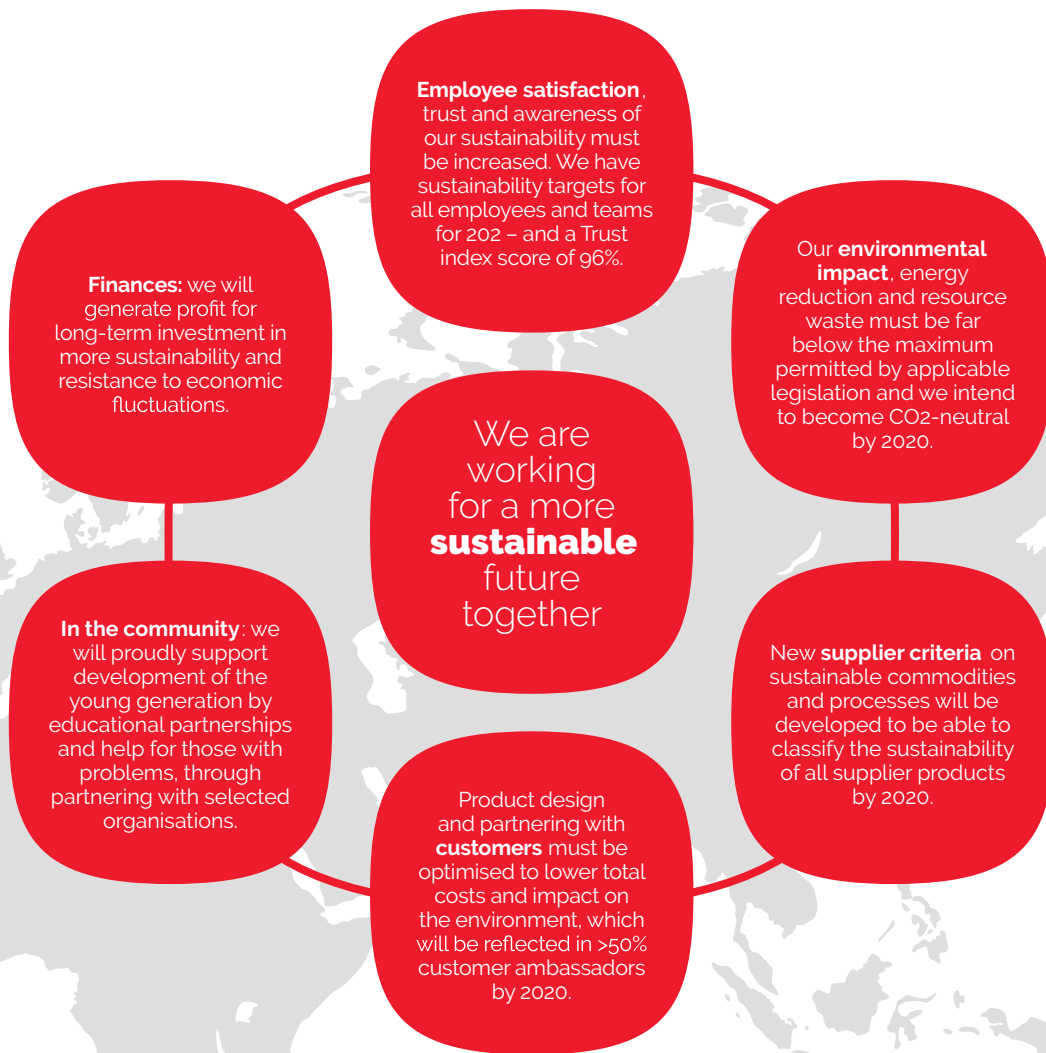 Employee satisfaction,
trust and awareness of
our sustainability must
be increased. We have
sustainability targets for
all employees and teams
for 202 – and a Trust
index score of 96%.
Our environmental
impact, energy
reduction and resource
waste must be far
below the maximum
permitted by applicable
legislation and we intend
to become CO2-neutral
by 2020.
New supplier criteria on
sustainable commodities
and processes will be
developed to be able to
classify the sustainability
of all supplier products
by 2020.
Product design
and partnering with
customers must be
optimised to lower total
costs and impact on
the environment, which
will be reflected in >50%
customer ambassadors
by 2020.
In the community: we
will proudly support
development of the
young generation by
educational partnerships
and help for those with
problems, through
partnering with selected
organisations.
Finances: we will
generate profit for
long-term investment in
more sustainability and
resistance to economic
fluctuations.
We are
working
for a more
sustainable
future
together